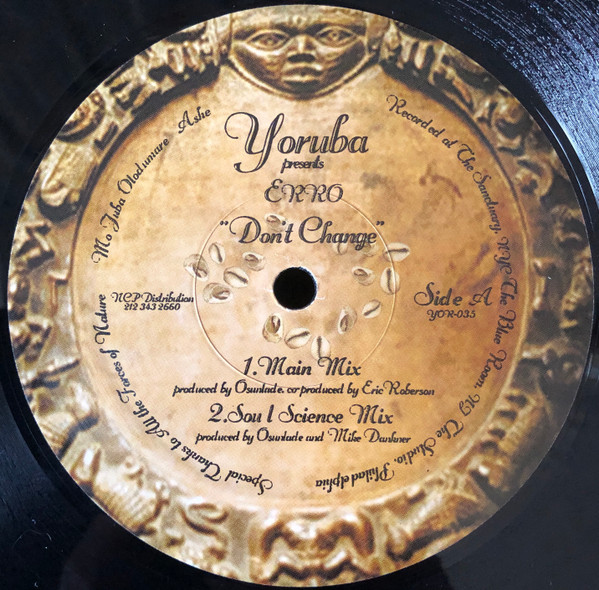 Yoruba
presents
ERRO
"Don't Change"
Mo Juba Olodumare Ashe
Recorded at The Sanctuary, NYC The Blue Room, NJ The Studio, Philadelphia
NCP Distribution
212 343 2660
Side A
YOR-035
1.Main Mix
produced by Osunlade, co produced by Eric Roberson
2.Soul Science Mix
produced by Osunlade and Mike Dankner
Special Thanks to All the Forces of Nature